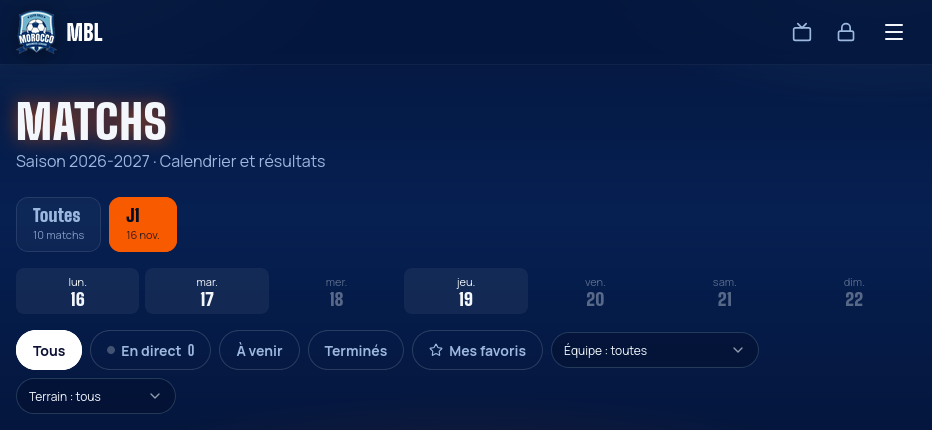 MOROCCO
MBL
MATCHS
Saison 2026-2027 · Calendrier et résultats
Toutes
10 matchs
J1
16 nov.
lun.
16
mar.
17
mer.
18
jeu.
19
ven.
20
sam.
21
dim.
22
Tous
En direct 0
À venir
Terminés
Mes favoris
Équipe : toutes
Terrain : tous